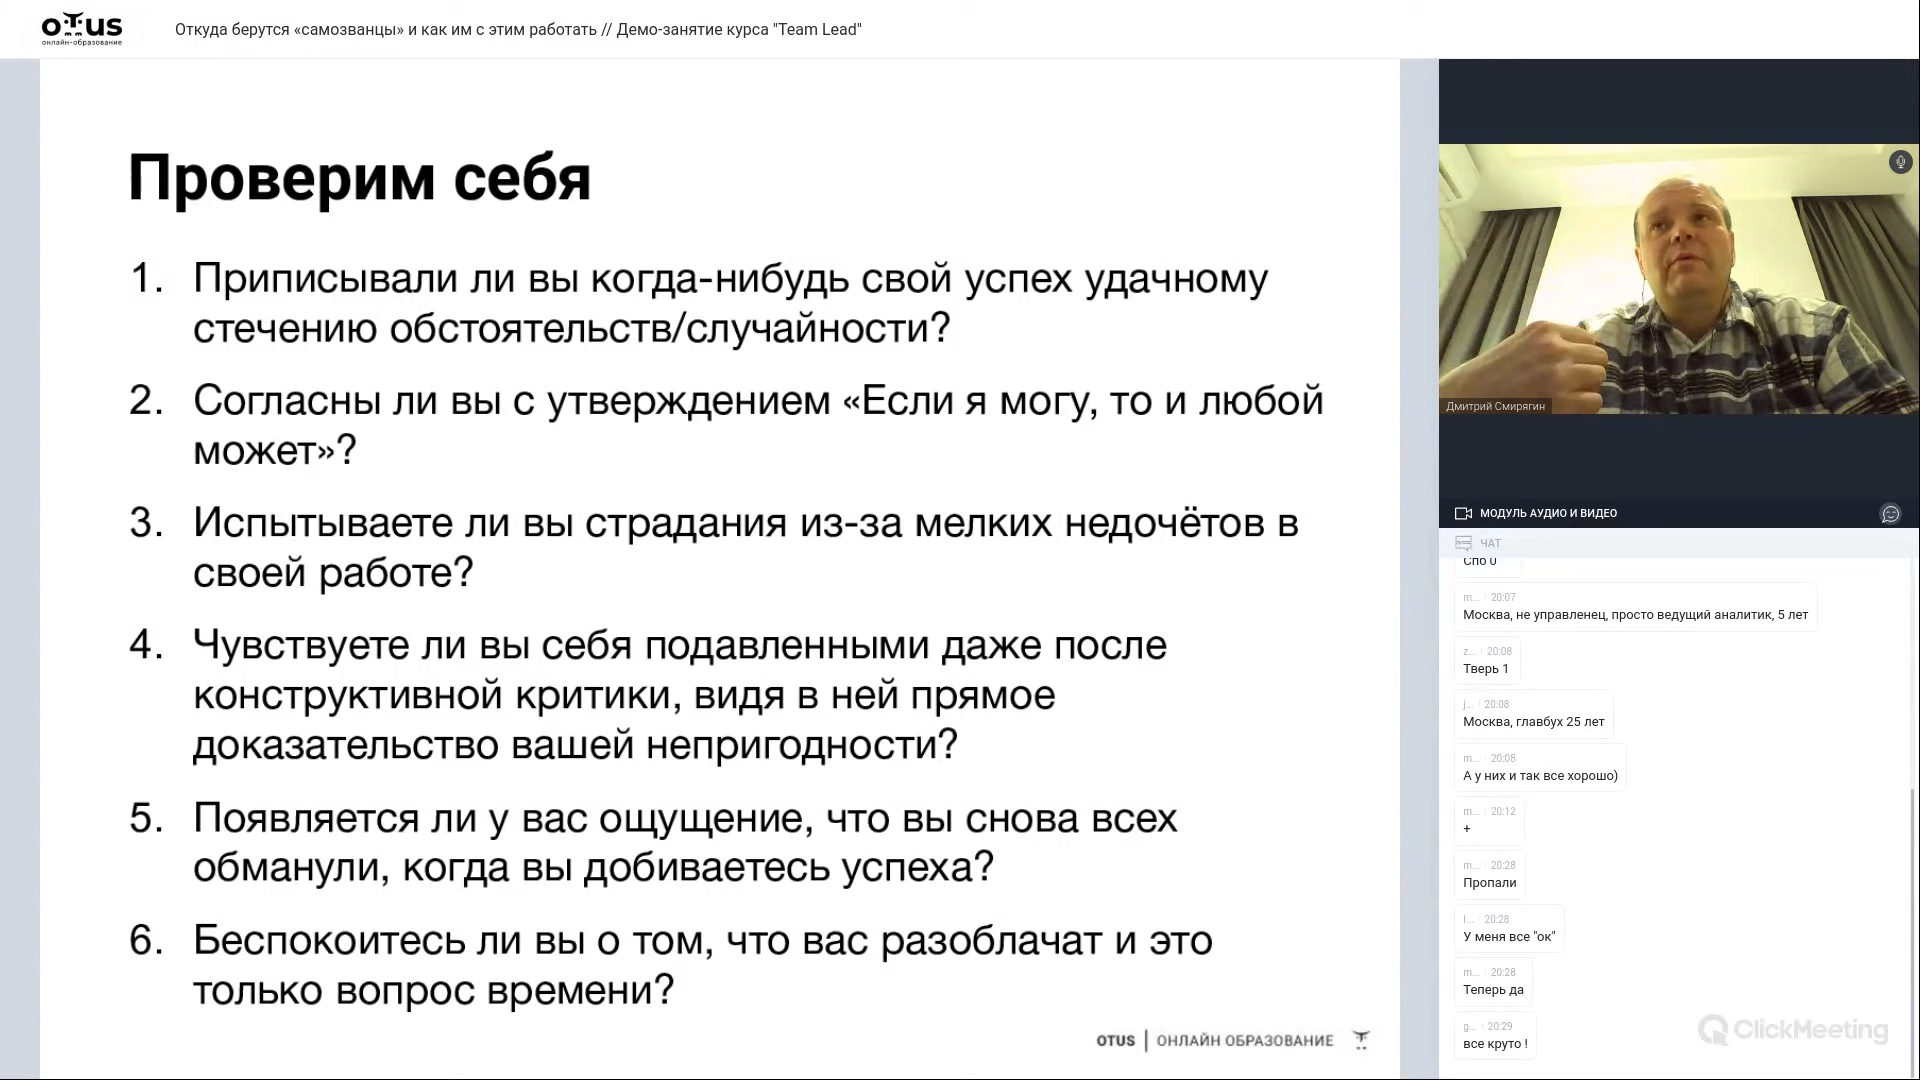 отus
онлайн-образование
Откуда берутся «самозванцы» и как им с этим работать // Демо-занятие курса "Team Lead"
Проверим себя
1. Приписывали ли вы когда-нибудь свой успех удачному
стечению обстоятельств/случайности?
2. Согласны ли вы с утверждением «Если я могу, то и любой
может»?
3. Испытываете ли вы страдания из-за мелких недочётов в
своей работе?
4. Чувствуете ли вы себя подавленными даже после
конструктивной критики, видя в ней прямое
доказательство вашей непригодности?
5. Появляется ли у вас ощущение, что вы снова всех
обманули, когда вы добиваетесь успеха?
6. Беспокоитесь ли вы о том, что вас разоблачат и это
только вопрос времени?
OTUS | ОНЛАЙН ОБРАЗОВАНИЕ
Дмитрий Смирягин
МОДУЛЬ АУДИО И ВИДЕО
ЧАТ
Спб 0
m... 20:07
Москва, не управленец, просто ведущий аналитик, 5 лет
z... 20:08
Тверь 1
j... 20:08
Москва, главбух 25 лет
m... 20:08
А у них и так все хорошо)
m... 20:12
+
m... 20:28
Пропали
l... 20:28
У меня все "ок"
m... 20:28
Теперь да
g... 20:29
все круто !
ClickMeeting